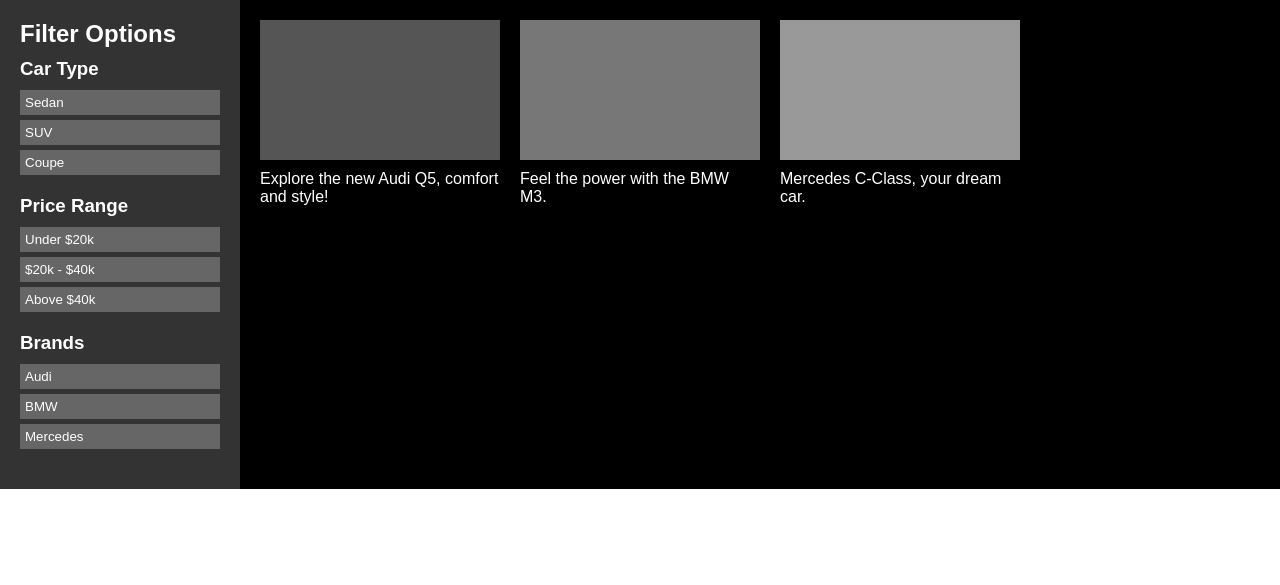 Filter Options
Car Type
Sedan
SUV
Coupe
Price Range
Under $20k
$20k - $40k
Above $40k
Brands
Audi
BMW
Mercedes
Explore the new Audi Q5, comfort
and style!
Feel the power with the BMW
M3.
Mercedes C-Class, your dream
car.